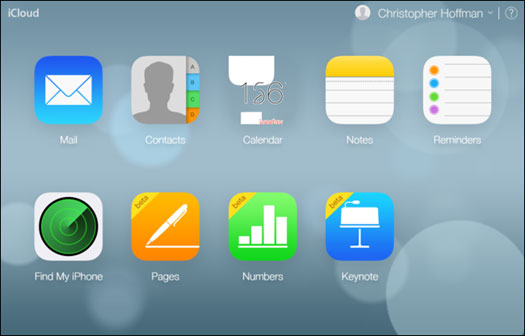 iCloud
Christopher Hoffman
?
A
B
C
D
Mail
Contacts
Calendar
Notes
Reminders
beta
beta
beta
Find My iPhone
Pages
Numbers
Keynote